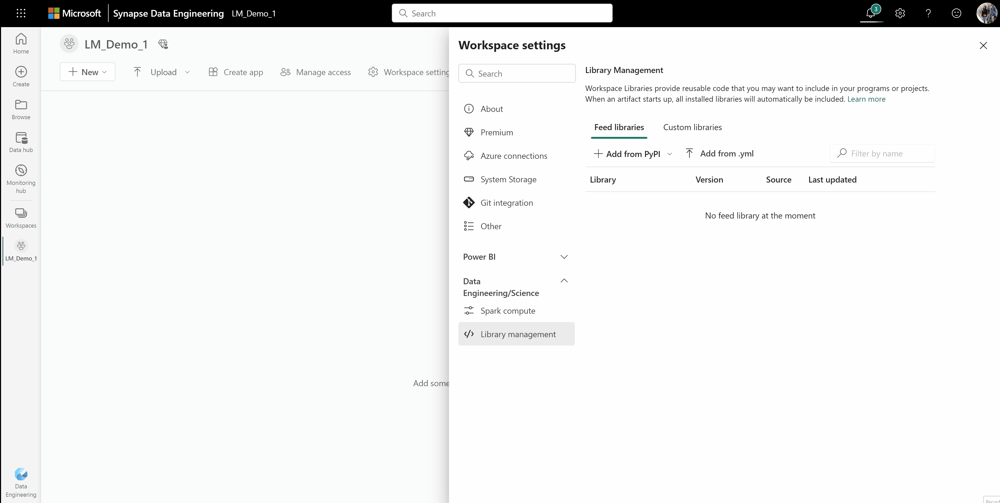 Microsoft
Synapse Data Engineering
LM_Demo_1
Search
3
?
Home
Create
Browse
Data hub
Monitoring
hub
Workspaces
LM_Demo_1
Data
Engineering
LM_Demo_1
New
Upload
Create app
Manage access
Workspace setting
Add some
Workspace settings
Search
About
Premium
Azure connections
System Storage
Git integration
Other
Power BI
Data
Engineering/Science
Spark compute
Library management
Library Management
Workspace Libraries provide reusable code that you may want to include in your programs or projects.
When an artifact starts up, all installed libraries will automatically be included. Learn more
Feed libraries
Custom libraries
Add from PyPI
Add from .yml
Filter by name
Library
Version
Source
Last updated
No feed library at the moment
Record